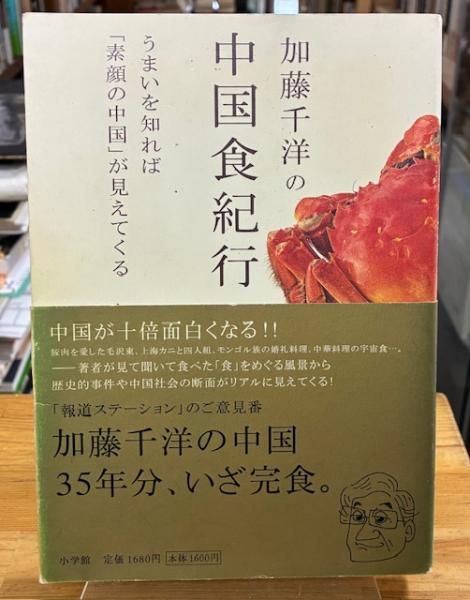 加藤千洋の
中国食紀行
うまいを知れば
「素顔の中国」が見えてくる
中国が十倍面白くなる!!
豚肉を愛した毛沢東、上海カニと四人組、モンゴル族の婚礼料理、中華料理の宇宙食…。
──著者が見て聞いて食べた「食」をめぐる風景から
歴史的事件や中国社会の断面がリアルに見えてくる!
「報道ステーション」のご意見番
加藤千洋の中国
35年分、いざ完食。
小学館 定価 1680円 本体 1600円